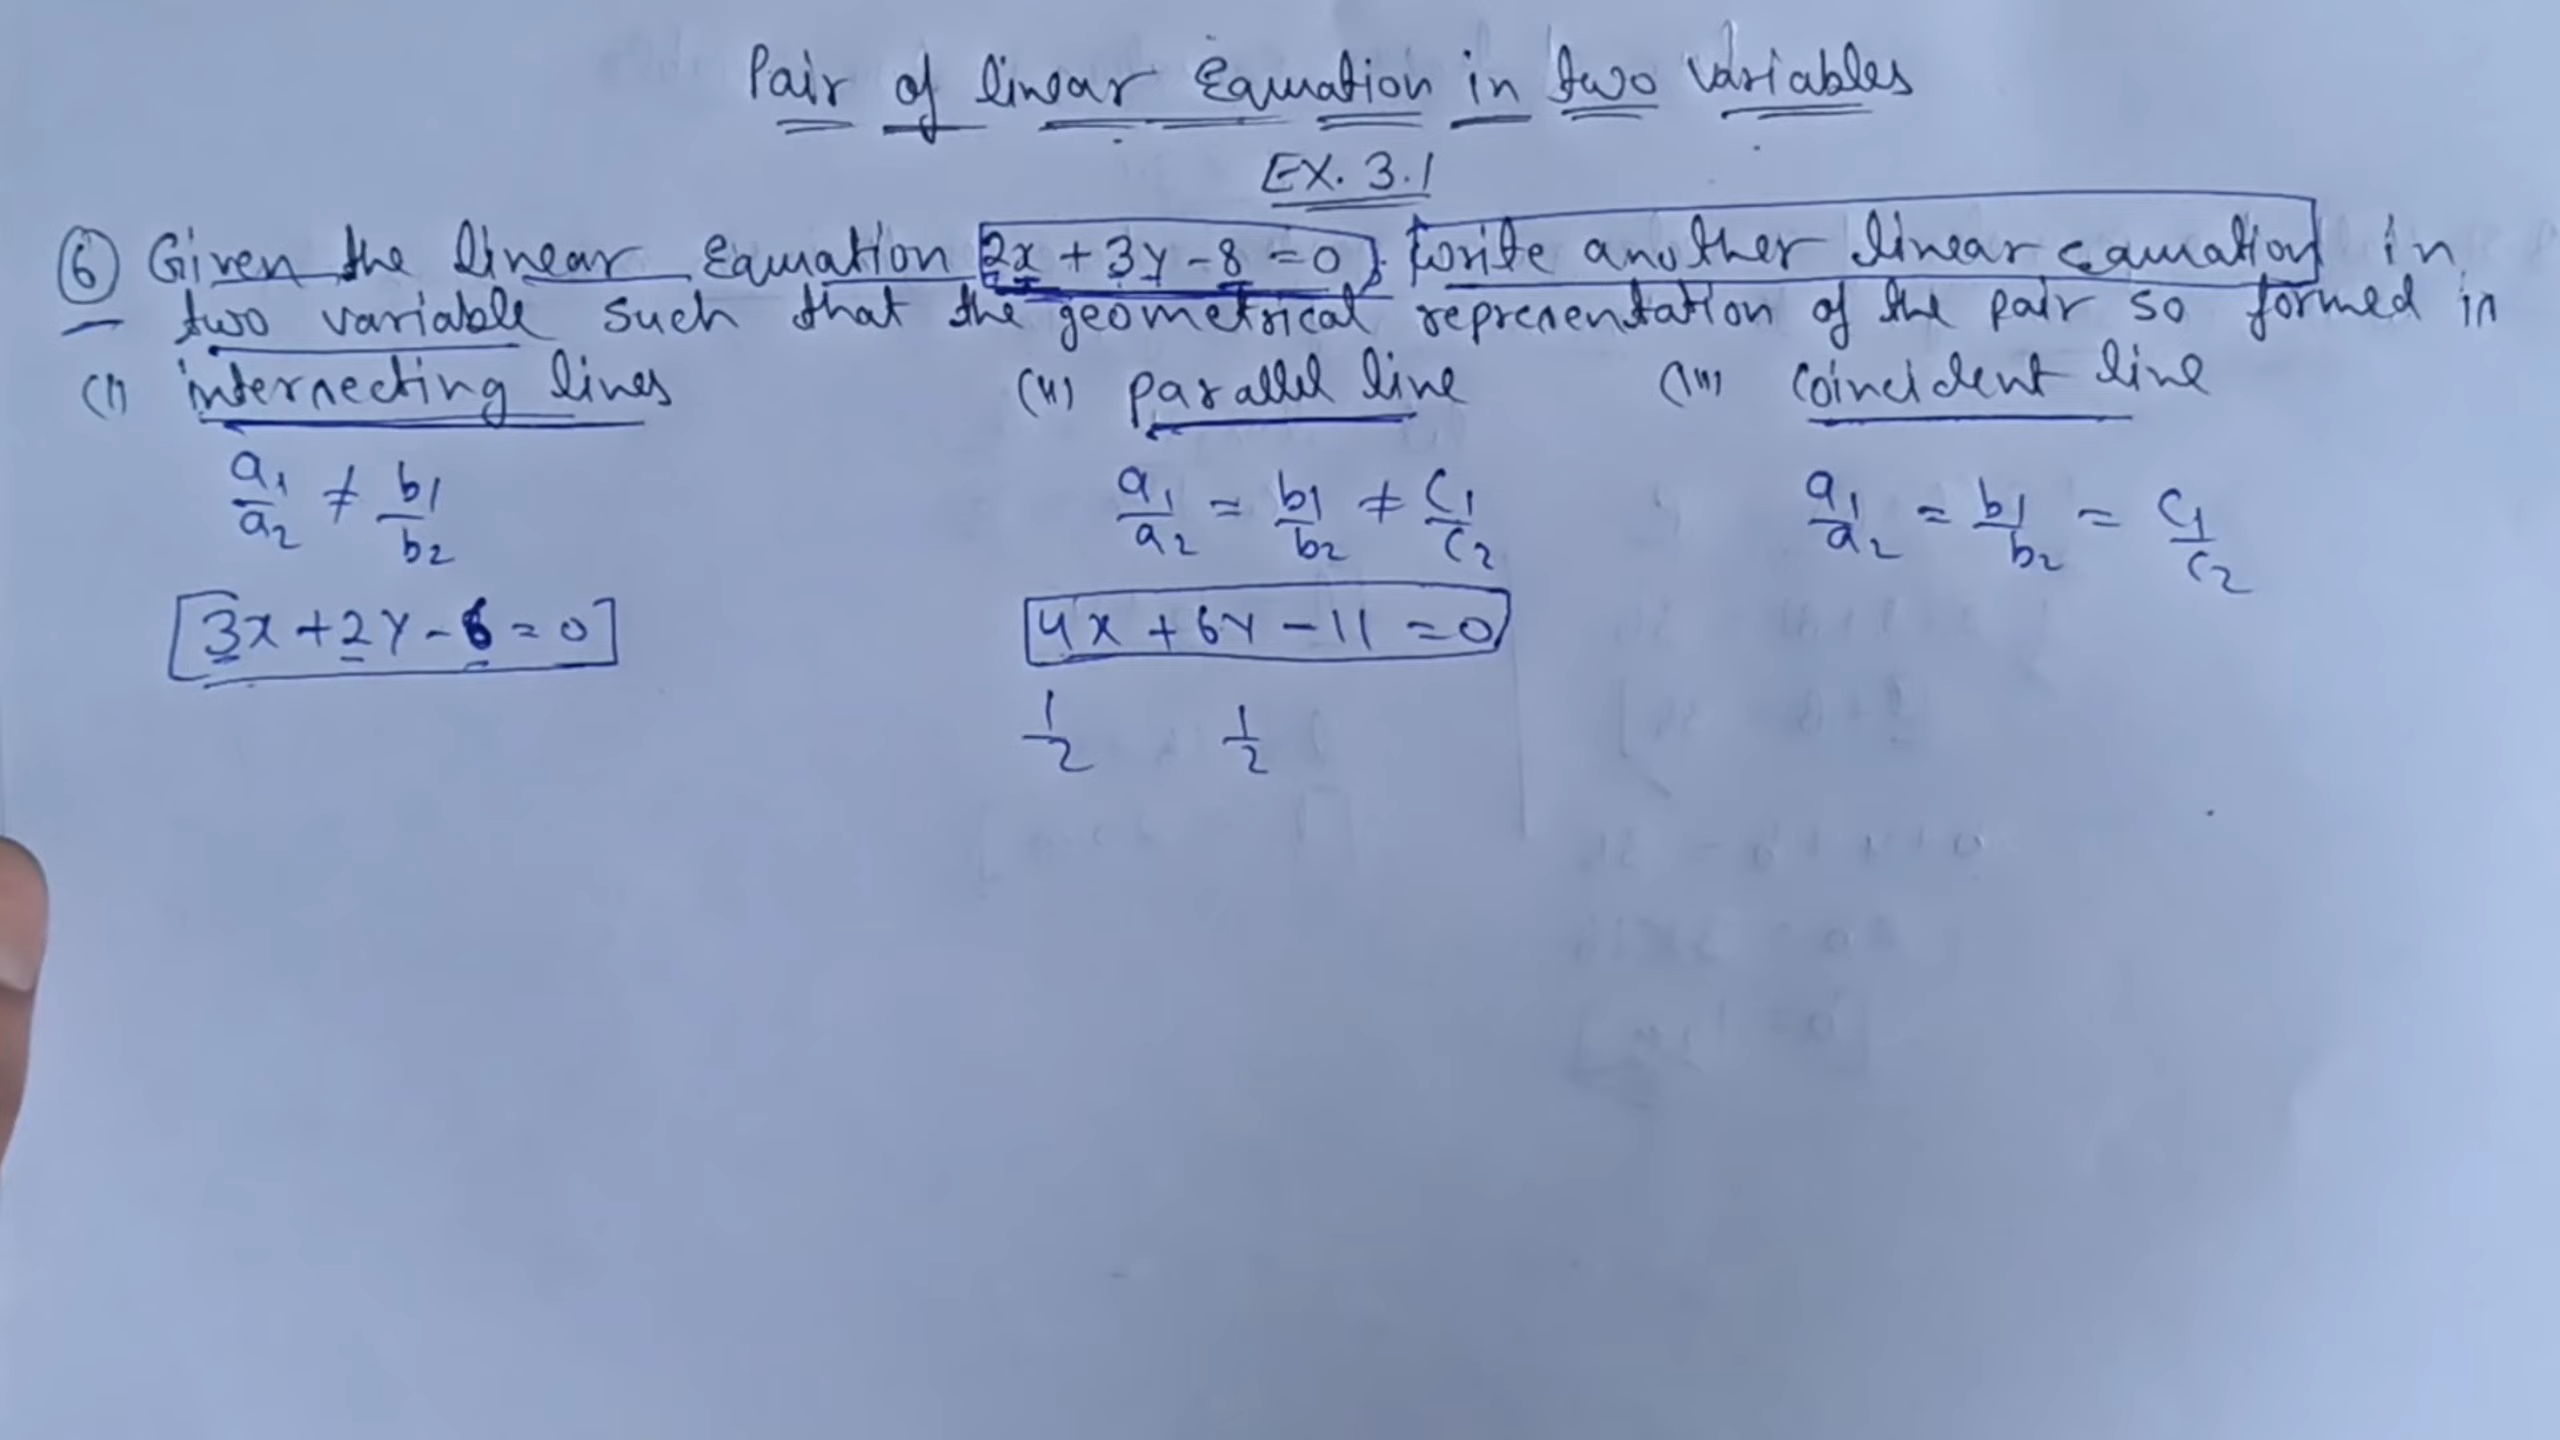 Pair of linear Equation in two variables
EX. 3.1
6 Given the linear Equation 2x + 3y - 8 = 0. Write another linear equation in
two variable such that the geometrical representation of the pair so formed in
(i) intersecting lines (ii) parallel line (iii) coincident line
a1/a2 ≠ b1/b2 a1/a2 = b1/b2 ≠ c1/c2 a1/a2 = b1/b2 = c1/c2
3x + 2y - 6 = 0 4x + 6y - 11 = 0
1/2 1/2